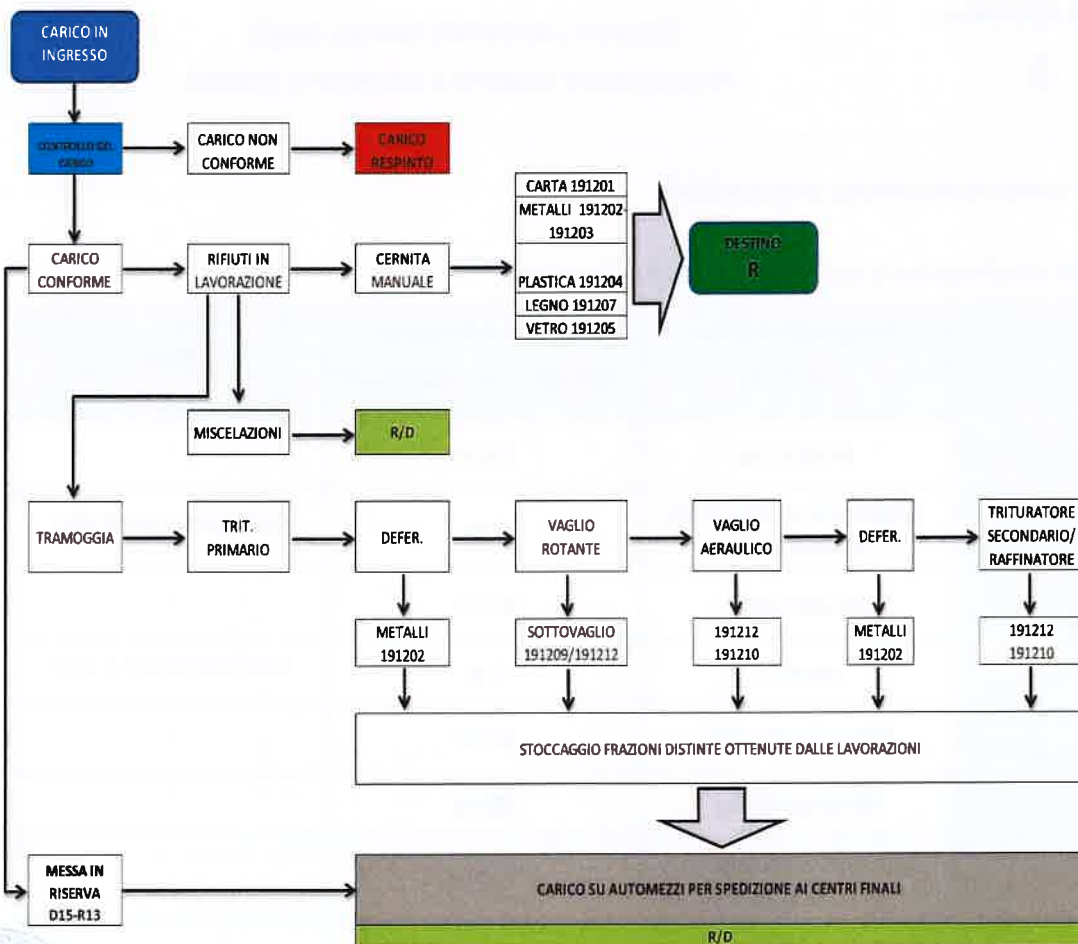 CARICO IN
INGRESSO
CONTROLLO DEL
CARICO
CARICO NON
CONFORME
CARICO
RESPINTO
CARTA 191201
METALLI 191202-
191203
PLASTICA 191204
LEGNO 191207
VETRO 191205
DESTINO
R
CARICO
CONFORME
RIFIUTI IN
LAVORAZIONE
CERNITA
MANUALE
MISCELAZIONI
R/D
TRAMOGGIA
TRIT.
PRIMARIO
DEFER.
VAGLIO
ROTANTE
VAGLIO
AERAULICO
DEFER.
TRITURATORE
SECONDARIO/
RAFFINATORE
METALLI
191202
SOTTOVAGLIO
191209/191212
191212
191210
METALLI
191202
191212
191210
STOCCAGGIO FRAZIONI DISTINTE OTTENUTE DALLE LAVORAZIONI
MESSA IN
RISERVA
D15-R13
CARICO SU AUTOMEZZI PER SPEDIZIONE AI CENTRI FINALI
R/D